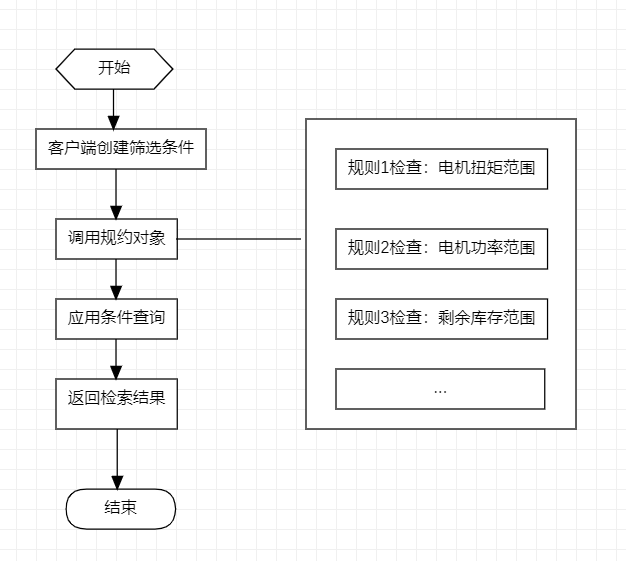 开始
客户端创建筛选条件
调用规约对象
应用条件查询
返回检索结果
结束
规则1检查：电机扭矩范围
规则2检查：电机功率范围
规则3检查：剩余库存范围
...